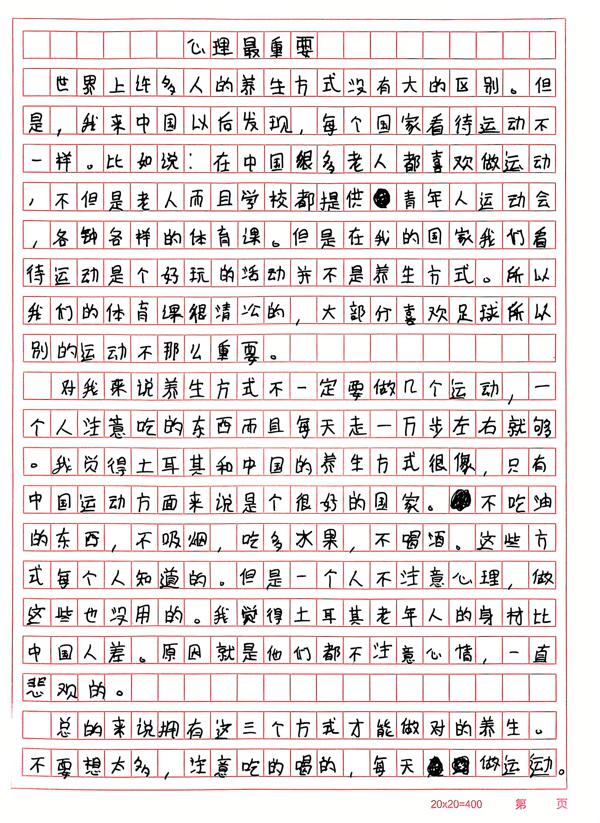 心理最重要
世界上许多人的养生方式没有大的区别。但
是，我来中国以后发现，每个国家看待运动不
一样。比如说：在中国很多老人都喜欢做运动
，不但是老人而且学校都提供青年人运动会
，各种各样的体育课。但是在我的国家我们看
待运动是个好玩的活动并不是养生方式。所以
我们的体育课很清松的，大部分喜欢足球所以
别的运动不那么重要。
对我来说养生方式不一定要做几个运动，一
个人注意吃的东西而且每天走一万步左右就够
。我觉得土耳其和中国的养生方式很像，只有
中国运动方面来说是个很好的国家。不吃油
的东西，不吸烟，吃多水果，不喝酒。这些方
式每个人知道的。但是一个人不注意心理，做
这些也没用的。我觉得土耳其老年人的身材比
中国人差。原因就是他们都不注意心情，一直
悲观的。
总的来说拥有这三个方式才能做对的养生。
不要想太多，注意吃的喝的，每天做运动。
20x20=400 第 页